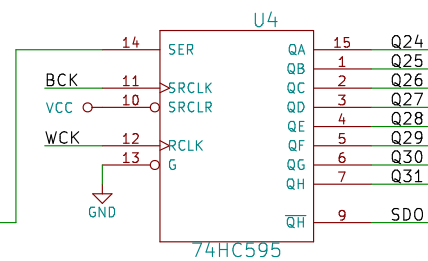 U4
14 SER QA 15 Q24
QB 1 Q25
BCK 11 SRCLK QC 2 Q26
VCC 10 SRCLR QD 3 Q27
QE 4 Q28
WCK 12 RCLK QF 5 Q29
13 G QG 6 Q30
QH 7 Q31
GND
QH 9 SDO
74HC595